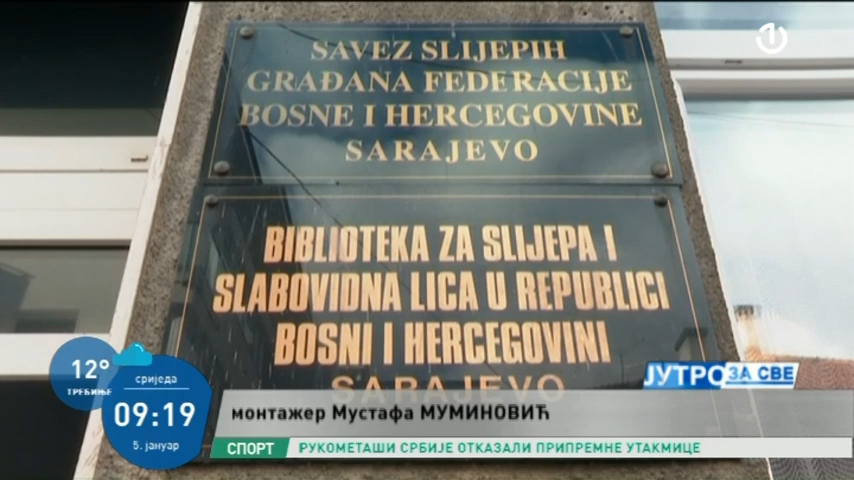 SAVEZ SLIJEPIH
GRAĐANA FEDERACIJE
BOSNE I HERCEGOVINE
SARAJEVO
BIBLIOTEKA ZA SLIJEPA I
SLABOVIDNA LICA U REPUBLICI
BOSNI I HERCEGOVINI
SARAJEVO
12°
ТРЕБИЊЕ
сриједа
09:19
5. јануар
ЈУТРО ЗА СВЕ
монтажер Мустафа МУМИНОВИЋ
СПОРТ РУКОМЕТАШИ СРБИЈЕ ОТКАЗАЛИ ПРИПРЕМНЕ УТАКМИЦЕ
1